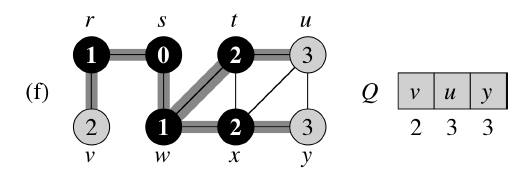 r s t u
1 0 2 3
(f) Q v u y
2 1 2 3 2 3 3
v w x y